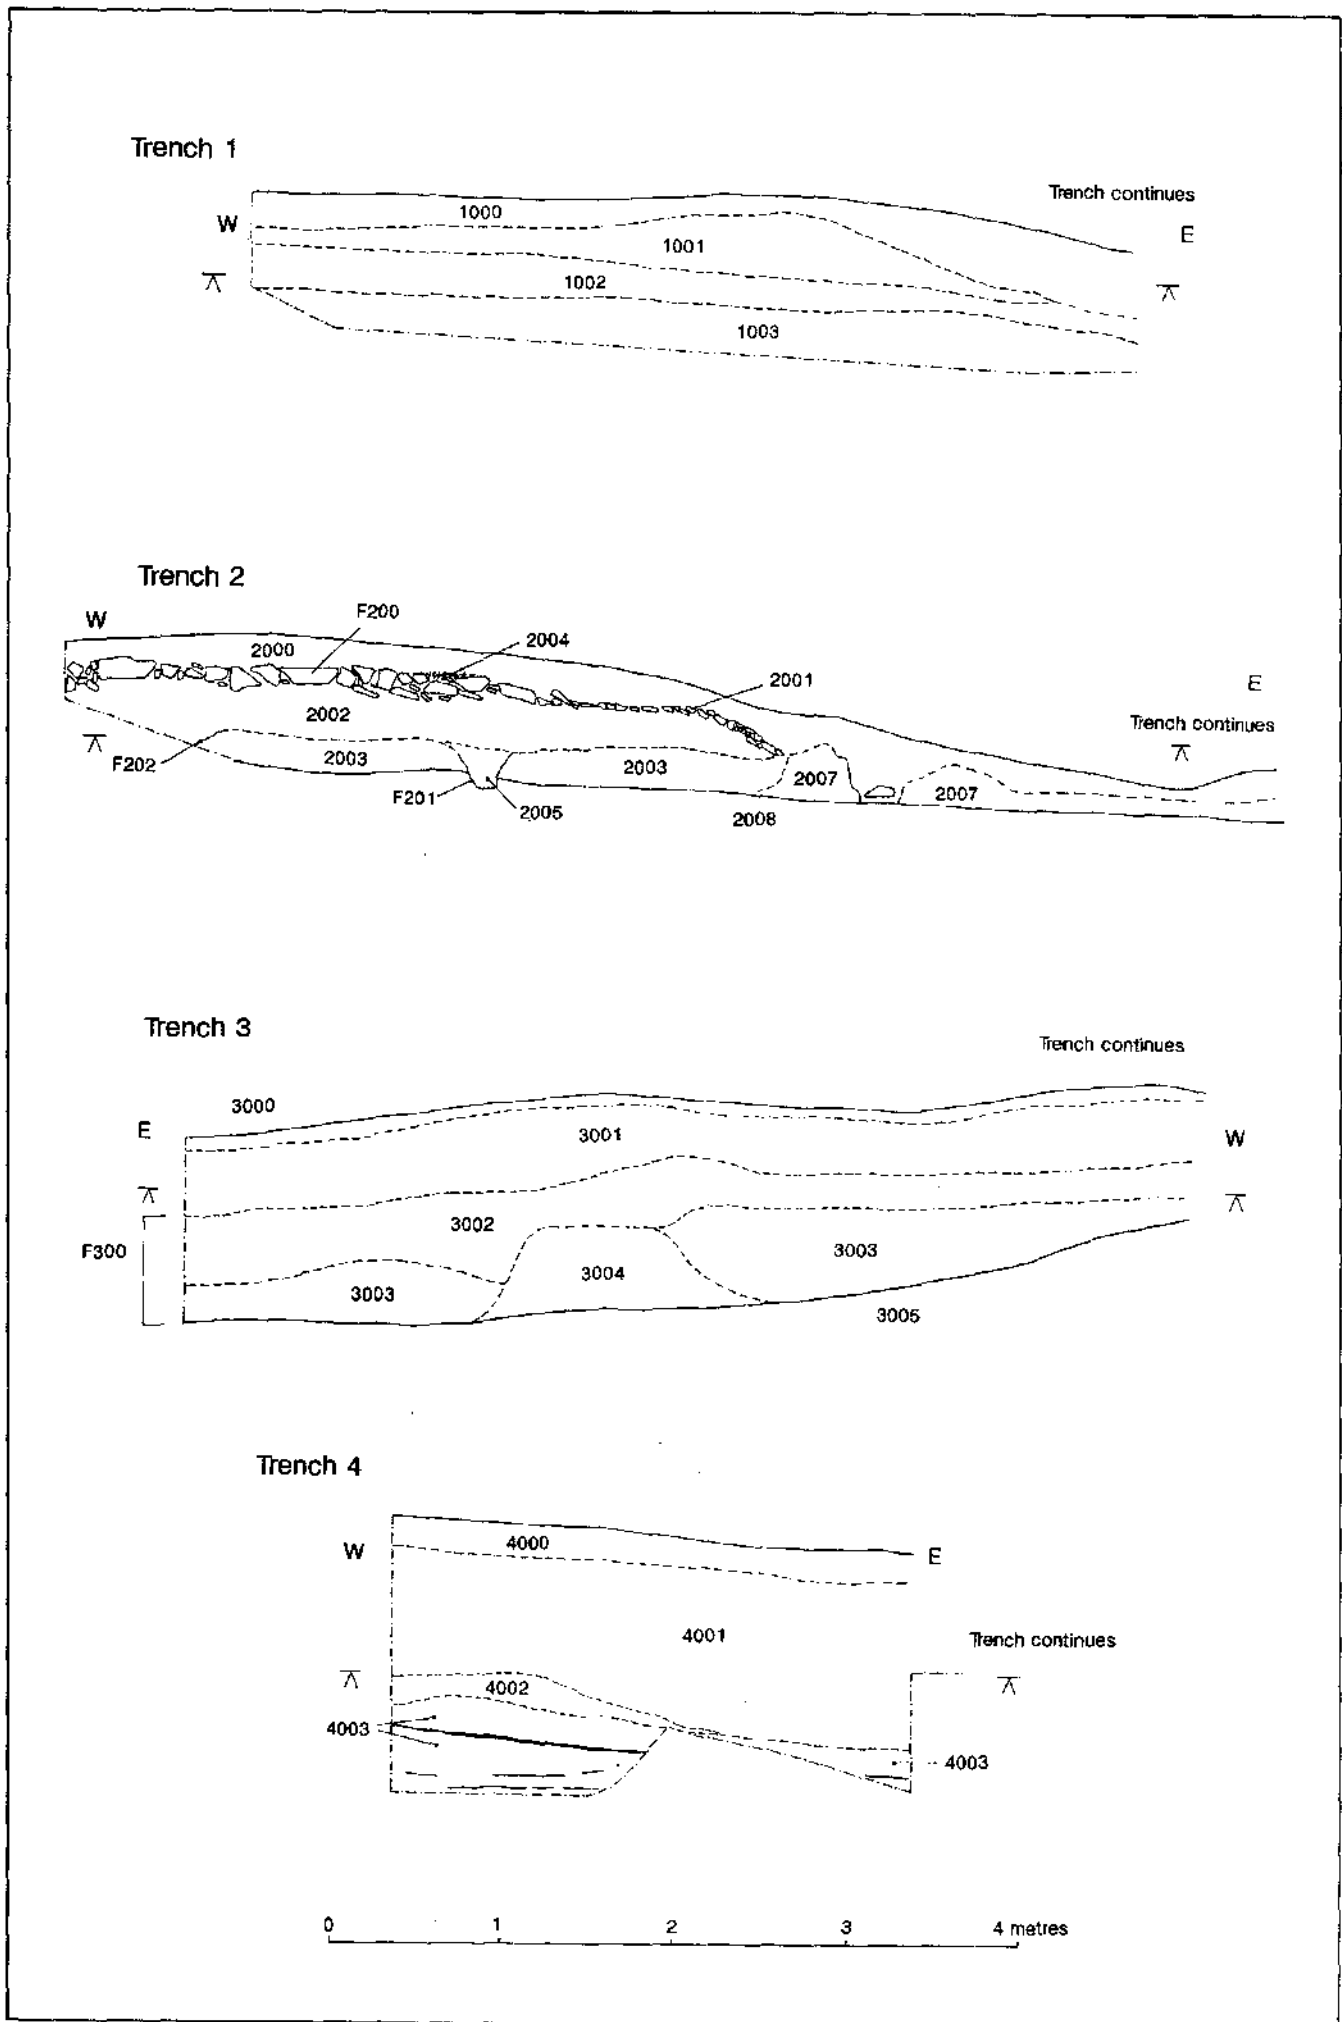 Trench 1
Trench continues
W
1000
E
1001
1002
1003
Trench 2
F200
W
2004
2000
2001
E
2002
Trench continues
F202
2003
2003
2007
2007
F201
2005
2008
Trench 3
Trench continues
3000
E
3001
W
3002
F300
3003
3004
3003
3005
Trench 4
4000
W
E
4001
Trench continues
4002
4003
4003
0 1 2 3 4 metres